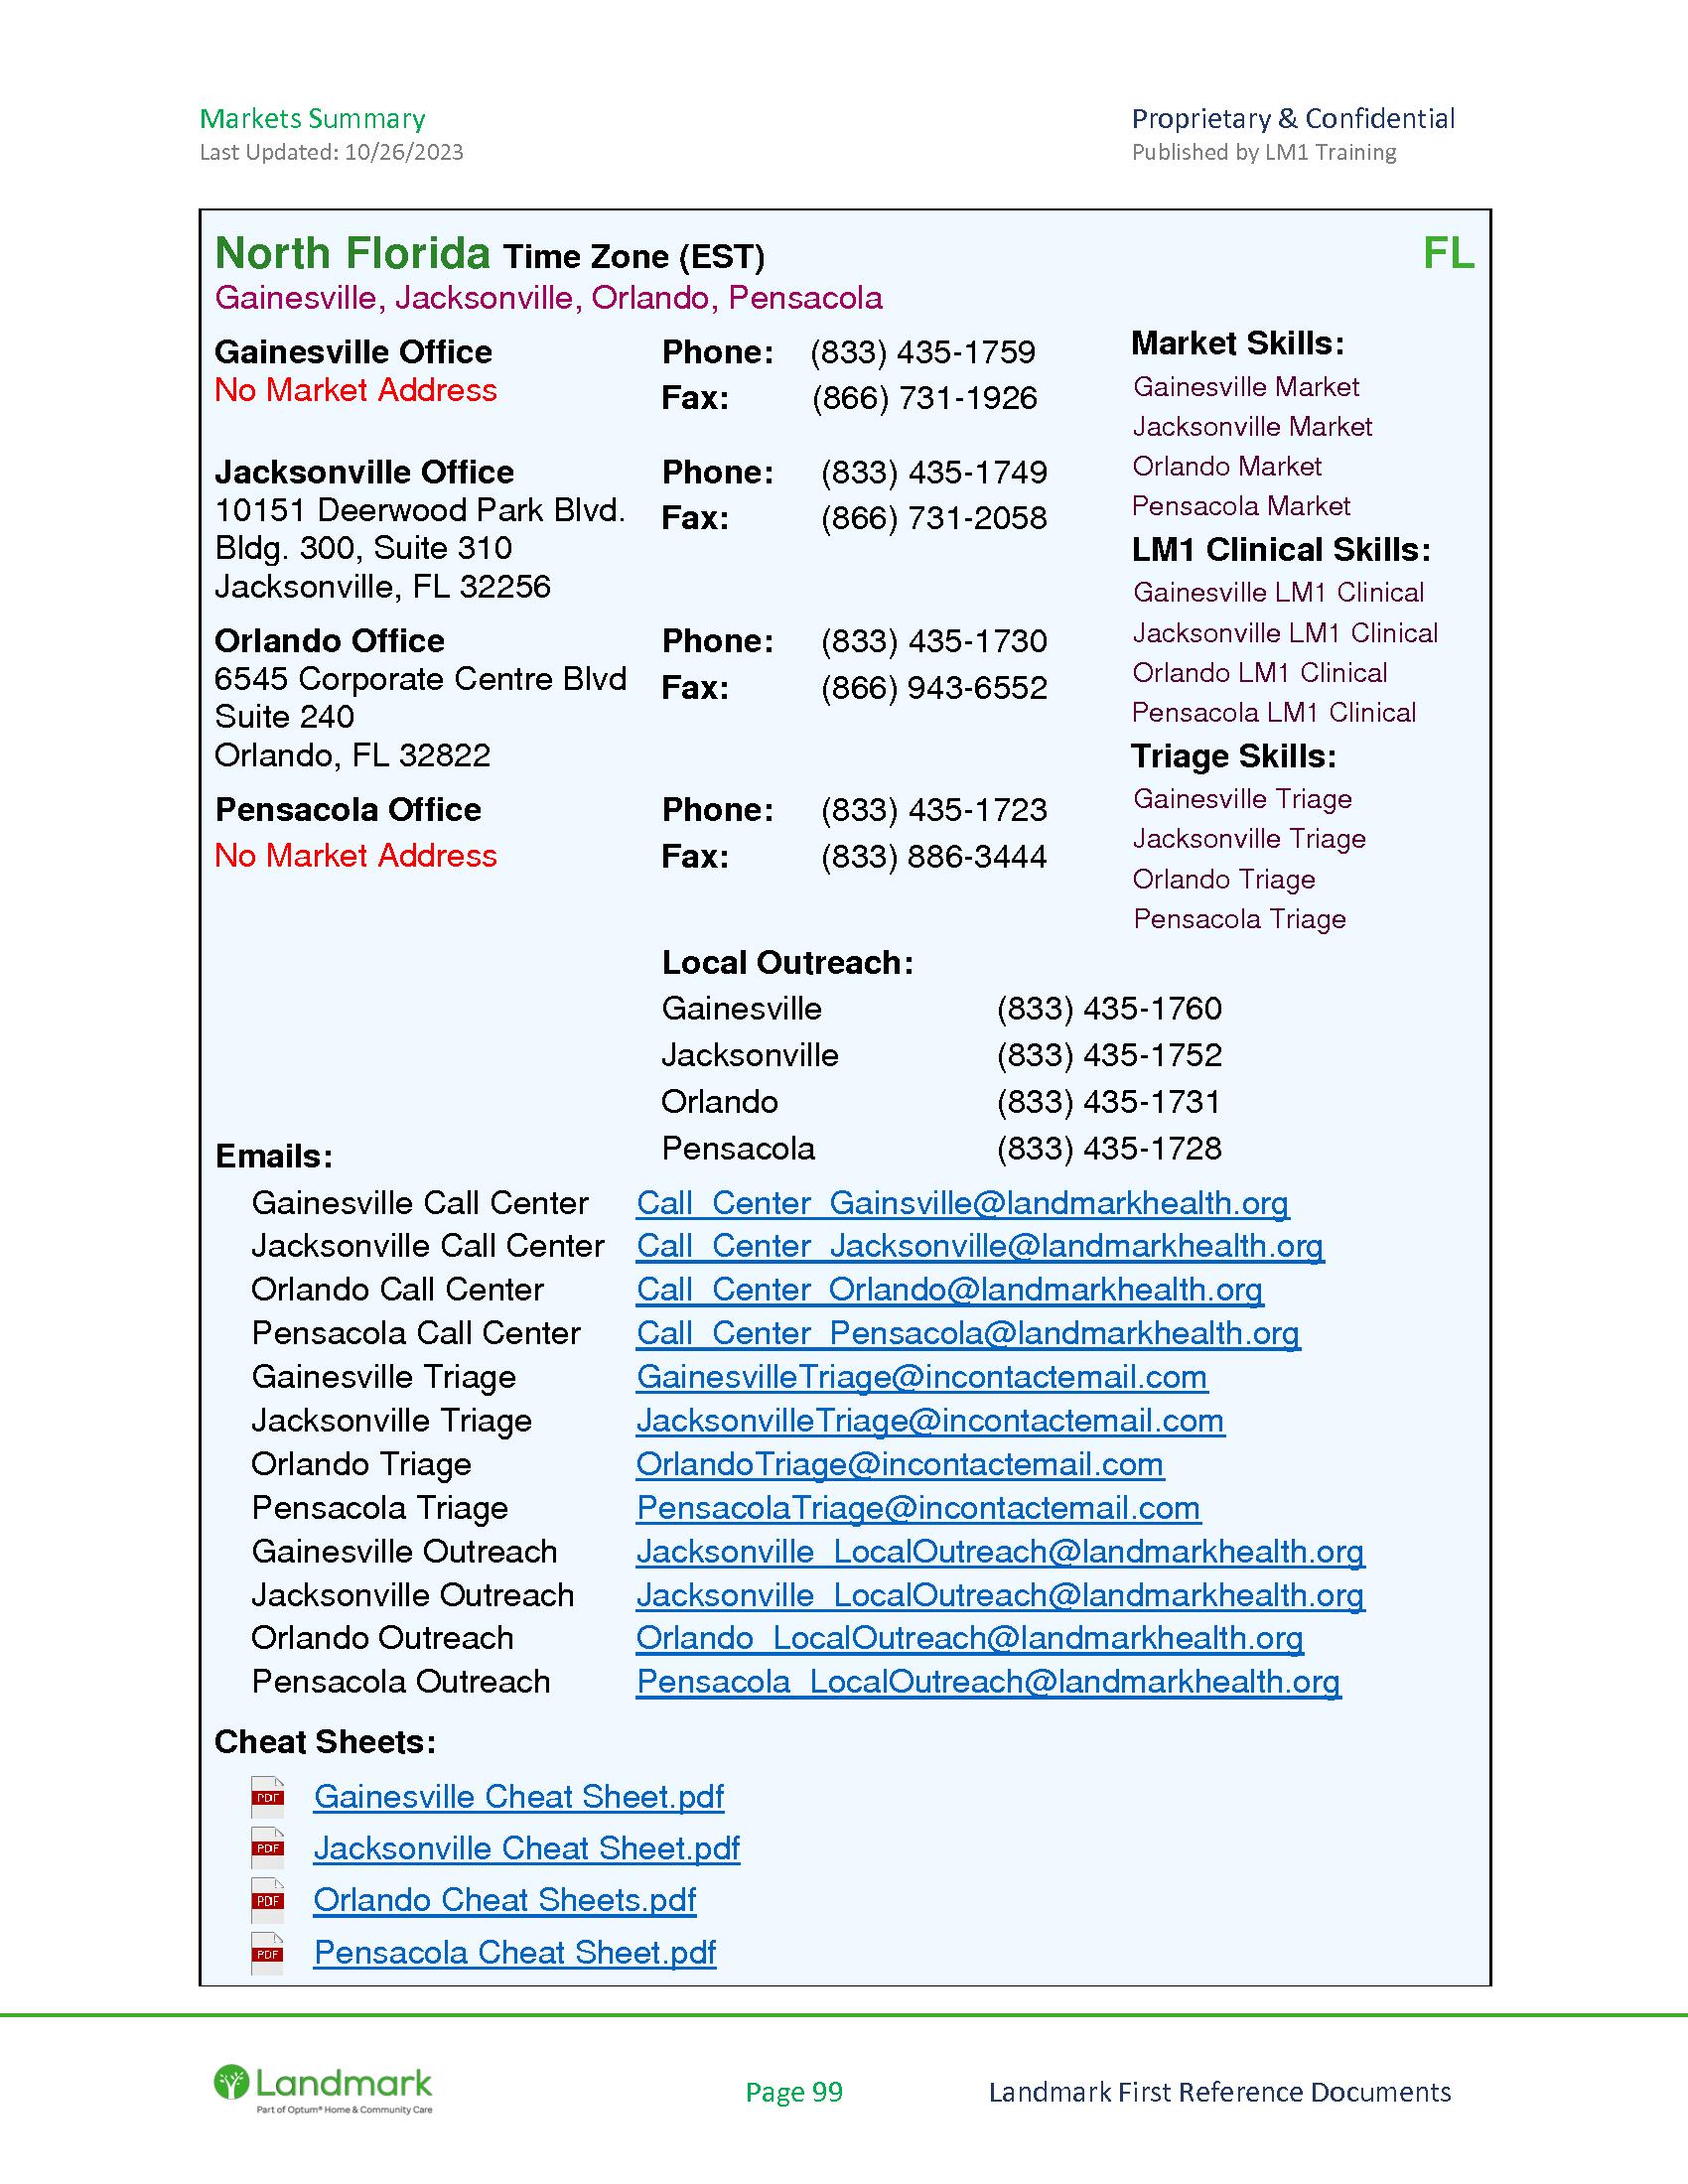 Markets Summary
Last Updated: 10/26/2023
Proprietary & Confidential
Published by LM1 Training
North Florida Time Zone (EST)
FL
Gainesville, Jacksonville, Orlando, Pensacola
Gainesville Office
No Market Address
Phone: (833) 435-1759
Fax: (866) 731-1926
Jacksonville Office
10151 Deerwood Park Blvd.
Bldg. 300, Suite 310
Jacksonville, FL 32256
Phone: (833) 435-1749
Fax: (866) 731-2058
Orlando Office
6545 Corporate Centre Blvd
Suite 240
Orlando, FL 32822
Phone: (833) 435-1730
Fax: (866) 943-6552
Pensacola Office
No Market Address
Phone: (833) 435-1723
Fax: (833) 886-3444
Market Skills:
Gainesville Market
Jacksonville Market
Orlando Market
Pensacola Market
LM1 Clinical Skills:
Gainesville LM1 Clinical
Jacksonville LM1 Clinical
Orlando LM1 Clinical
Pensacola LM1 Clinical
Triage Skills:
Gainesville Triage
Jacksonville Triage
Orlando Triage
Pensacola Triage
Local Outreach:
Gainesville (833) 435-1760
Jacksonville (833) 435-1752
Orlando (833) 435-1731
Pensacola (833) 435-1728
Emails:
Gainesville Call Center Call_Center_Gainsville@landmarkhealth.org
Jacksonville Call Center Call_Center_Jacksonville@landmarkhealth.org
Orlando Call Center Call_Center_Orlando@landmarkhealth.org
Pensacola Call Center Call_Center_Pensacola@landmarkhealth.org
Gainesville Triage GainesvilleTriage@incontactemail.com
Jacksonville Triage JacksonvilleTriage@incontactemail.com
Orlando Triage OrlandoTriage@incontactemail.com
Pensacola Triage PensacolaTriage@incontactemail.com
Gainesville Outreach Jacksonville_LocalOutreach@landmarkhealth.org
Jacksonville Outreach Jacksonville_LocalOutreach@landmarkhealth.org
Orlando Outreach Orlando_LocalOutreach@landmarkhealth.org
Pensacola Outreach Pensacola_LocalOutreach@landmarkhealth.org
Cheat Sheets:
PDF Gainesville Cheat Sheet.pdf
PDF Jacksonville Cheat Sheet.pdf
PDF Orlando Cheat Sheets.pdf
PDF Pensacola Cheat Sheet.pdf
Landmark
Part of Optum® Home & Community Care
Page 99
Landmark First Reference Documents